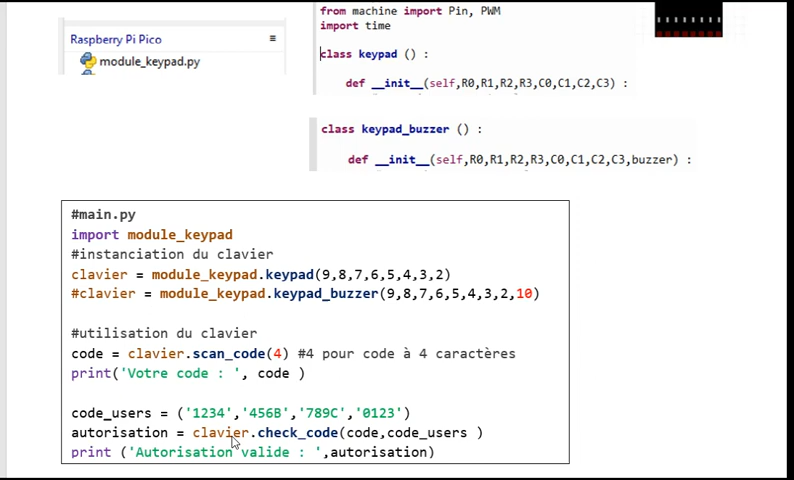 from machine import Pin, PWM
import time
Raspberry Pi Pico
module_keypad.py
class keypad () :
def __init__(self,R0,R1,R2,R3,C0,C1,C2,C3) :
class keypad_buzzer () :
def __init__(self,R0,R1,R2,R3,C0,C1,C2,C3,buzzer) :
#main.py
import module_keypad
#instanciation du clavier
clavier = module_keypad.keypad(9,8,7,6,5,4,3,2)
#clavier = module_keypad.keypad_buzzer(9,8,7,6,5,4,3,2,10)
#utilisation du clavier
code = clavier.scan_code(4) #4 pour code à 4 caractères
print('Votre code : ', code )
code_users = ('1234','456B','789C','0123')
autorisation = clavier.check_code(code,code_users )
print ('Autorisation valide : ',autorisation)